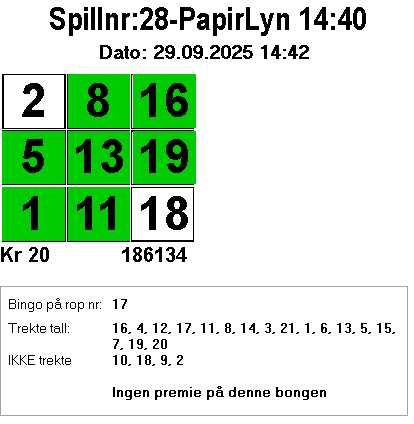 Spillnr:28-PapirLyn 14:40
Dato: 29.09.2025 14:42
2 8 16
5 13 19
1 11 18
Kr 20 186134
Bingo på rop nr: 17
Trekte tall: 16, 4, 12, 17, 11, 8, 14, 3, 21, 1, 6, 13, 5, 15,
7, 19, 20
IKKE trekte 10, 18, 9, 2
Ingen premie på denne bongen